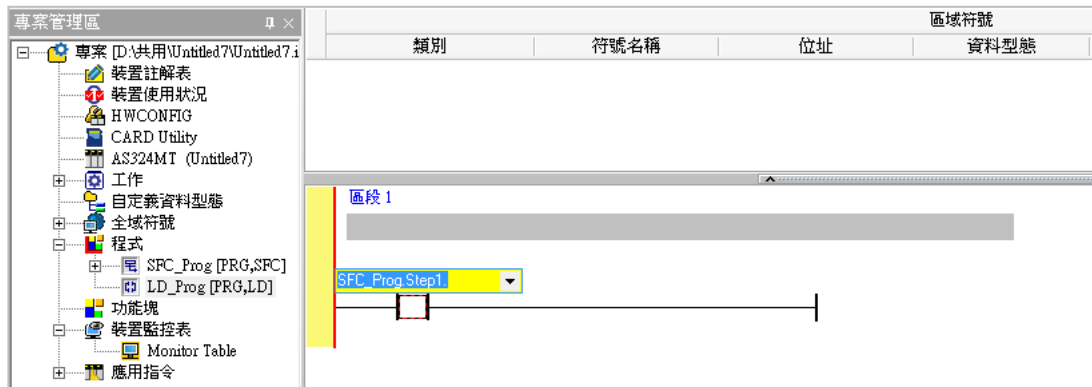 專案管理區
專案 [D:\共用\Untitled7\Untitled7.i
裝置註解表
裝置使用狀況
HWCONFIG
CARD Utility
AS324MT (Untitled7)
工作
自定義資料型態
全域符號
程式
SFC_Prog [PRG,SFC]
LD_Prog [PRG,LD]
功能塊
裝置監控表
Monitor Table
應用指令
區域符號
類別 符號名稱 位址 資料型態
區段 1
SFC_Prog.Step1.